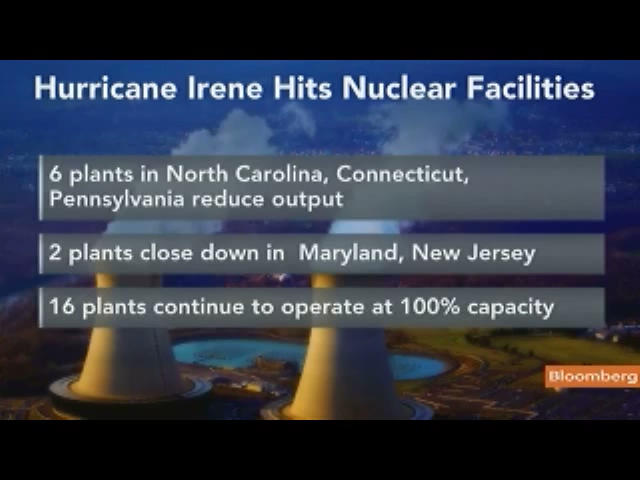 Hurricane Irene Hits Nuclear Facilities
6 plants in North Carolina, Connecticut,
Pennsylvania reduce output
2 plants close down in  Maryland, New Jersey
16 plants continue to operate at 100% capacity
Bloomberg